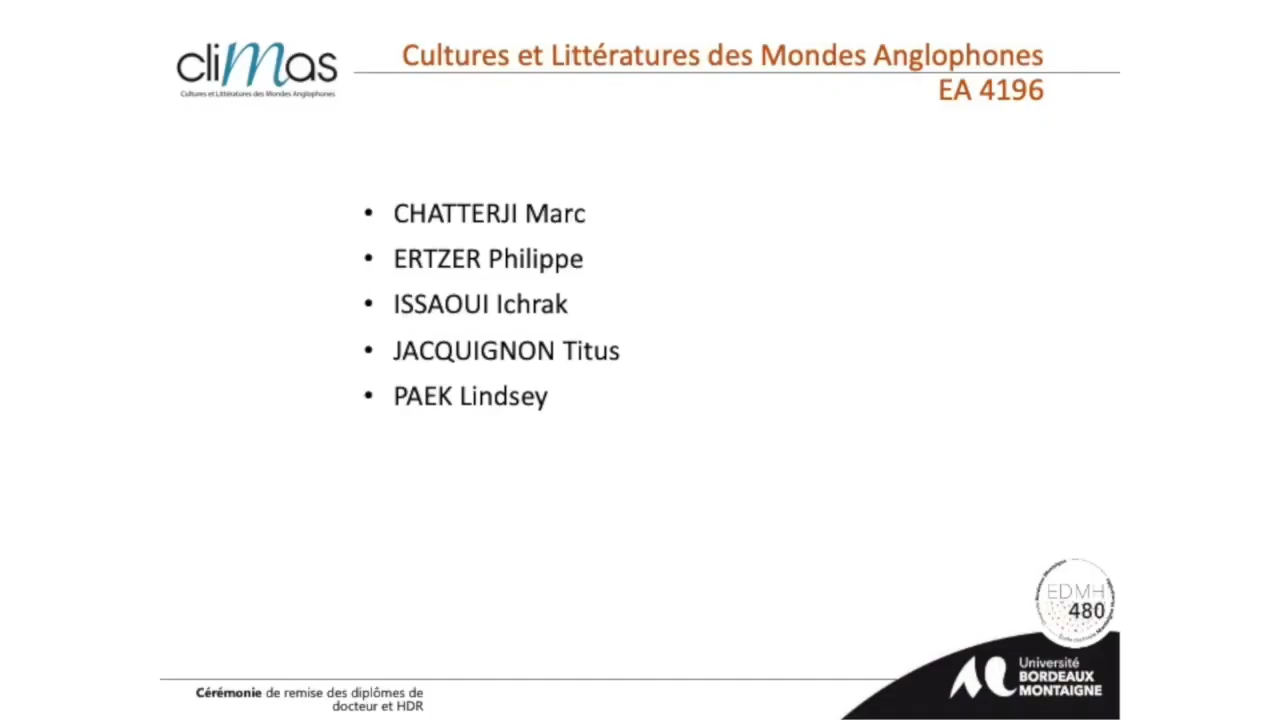 cliMas
Cultures et Littératures des Mondes Anglophones
Cultures et Littératures des Mondes Anglophones
EA 4196
• CHATTERJI Marc
• ERTZER Philippe
• ISSAOUI Ichrak
• JACQUIGNON Titus
• PAEK Lindsey
EDMH
480
Université
BORDEAUX
MONTAIGNE
Cérémonie de remise des diplômes de
docteur et HDR